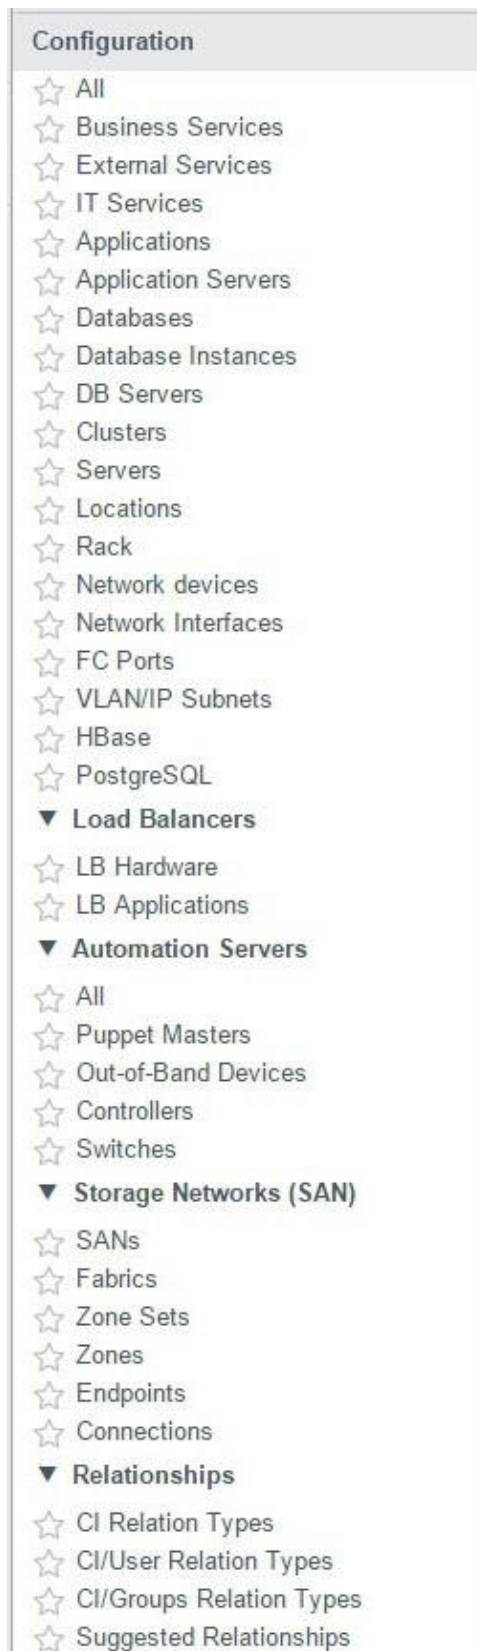 Configuration
All
Business Services
External Services
IT Services
Applications
Application Servers
Databases
Database Instances
DB Servers
Clusters
Servers
Locations
Rack
Network devices
Network Interfaces
FC Ports
VLAN/IP Subnets
HBase
PostgreSQL
Load Balancers
LB Hardware
LB Applications
Automation Servers
All
Puppet Masters
Out-of-Band Devices
Controllers
Switches
Storage Networks (SAN)
SANs
Fabrics
Zone Sets
Zones
Endpoints
Connections
Relationships
CI Relation Types
CI/User Relation Types
CI/Groups Relation Types
Suggested Relationships